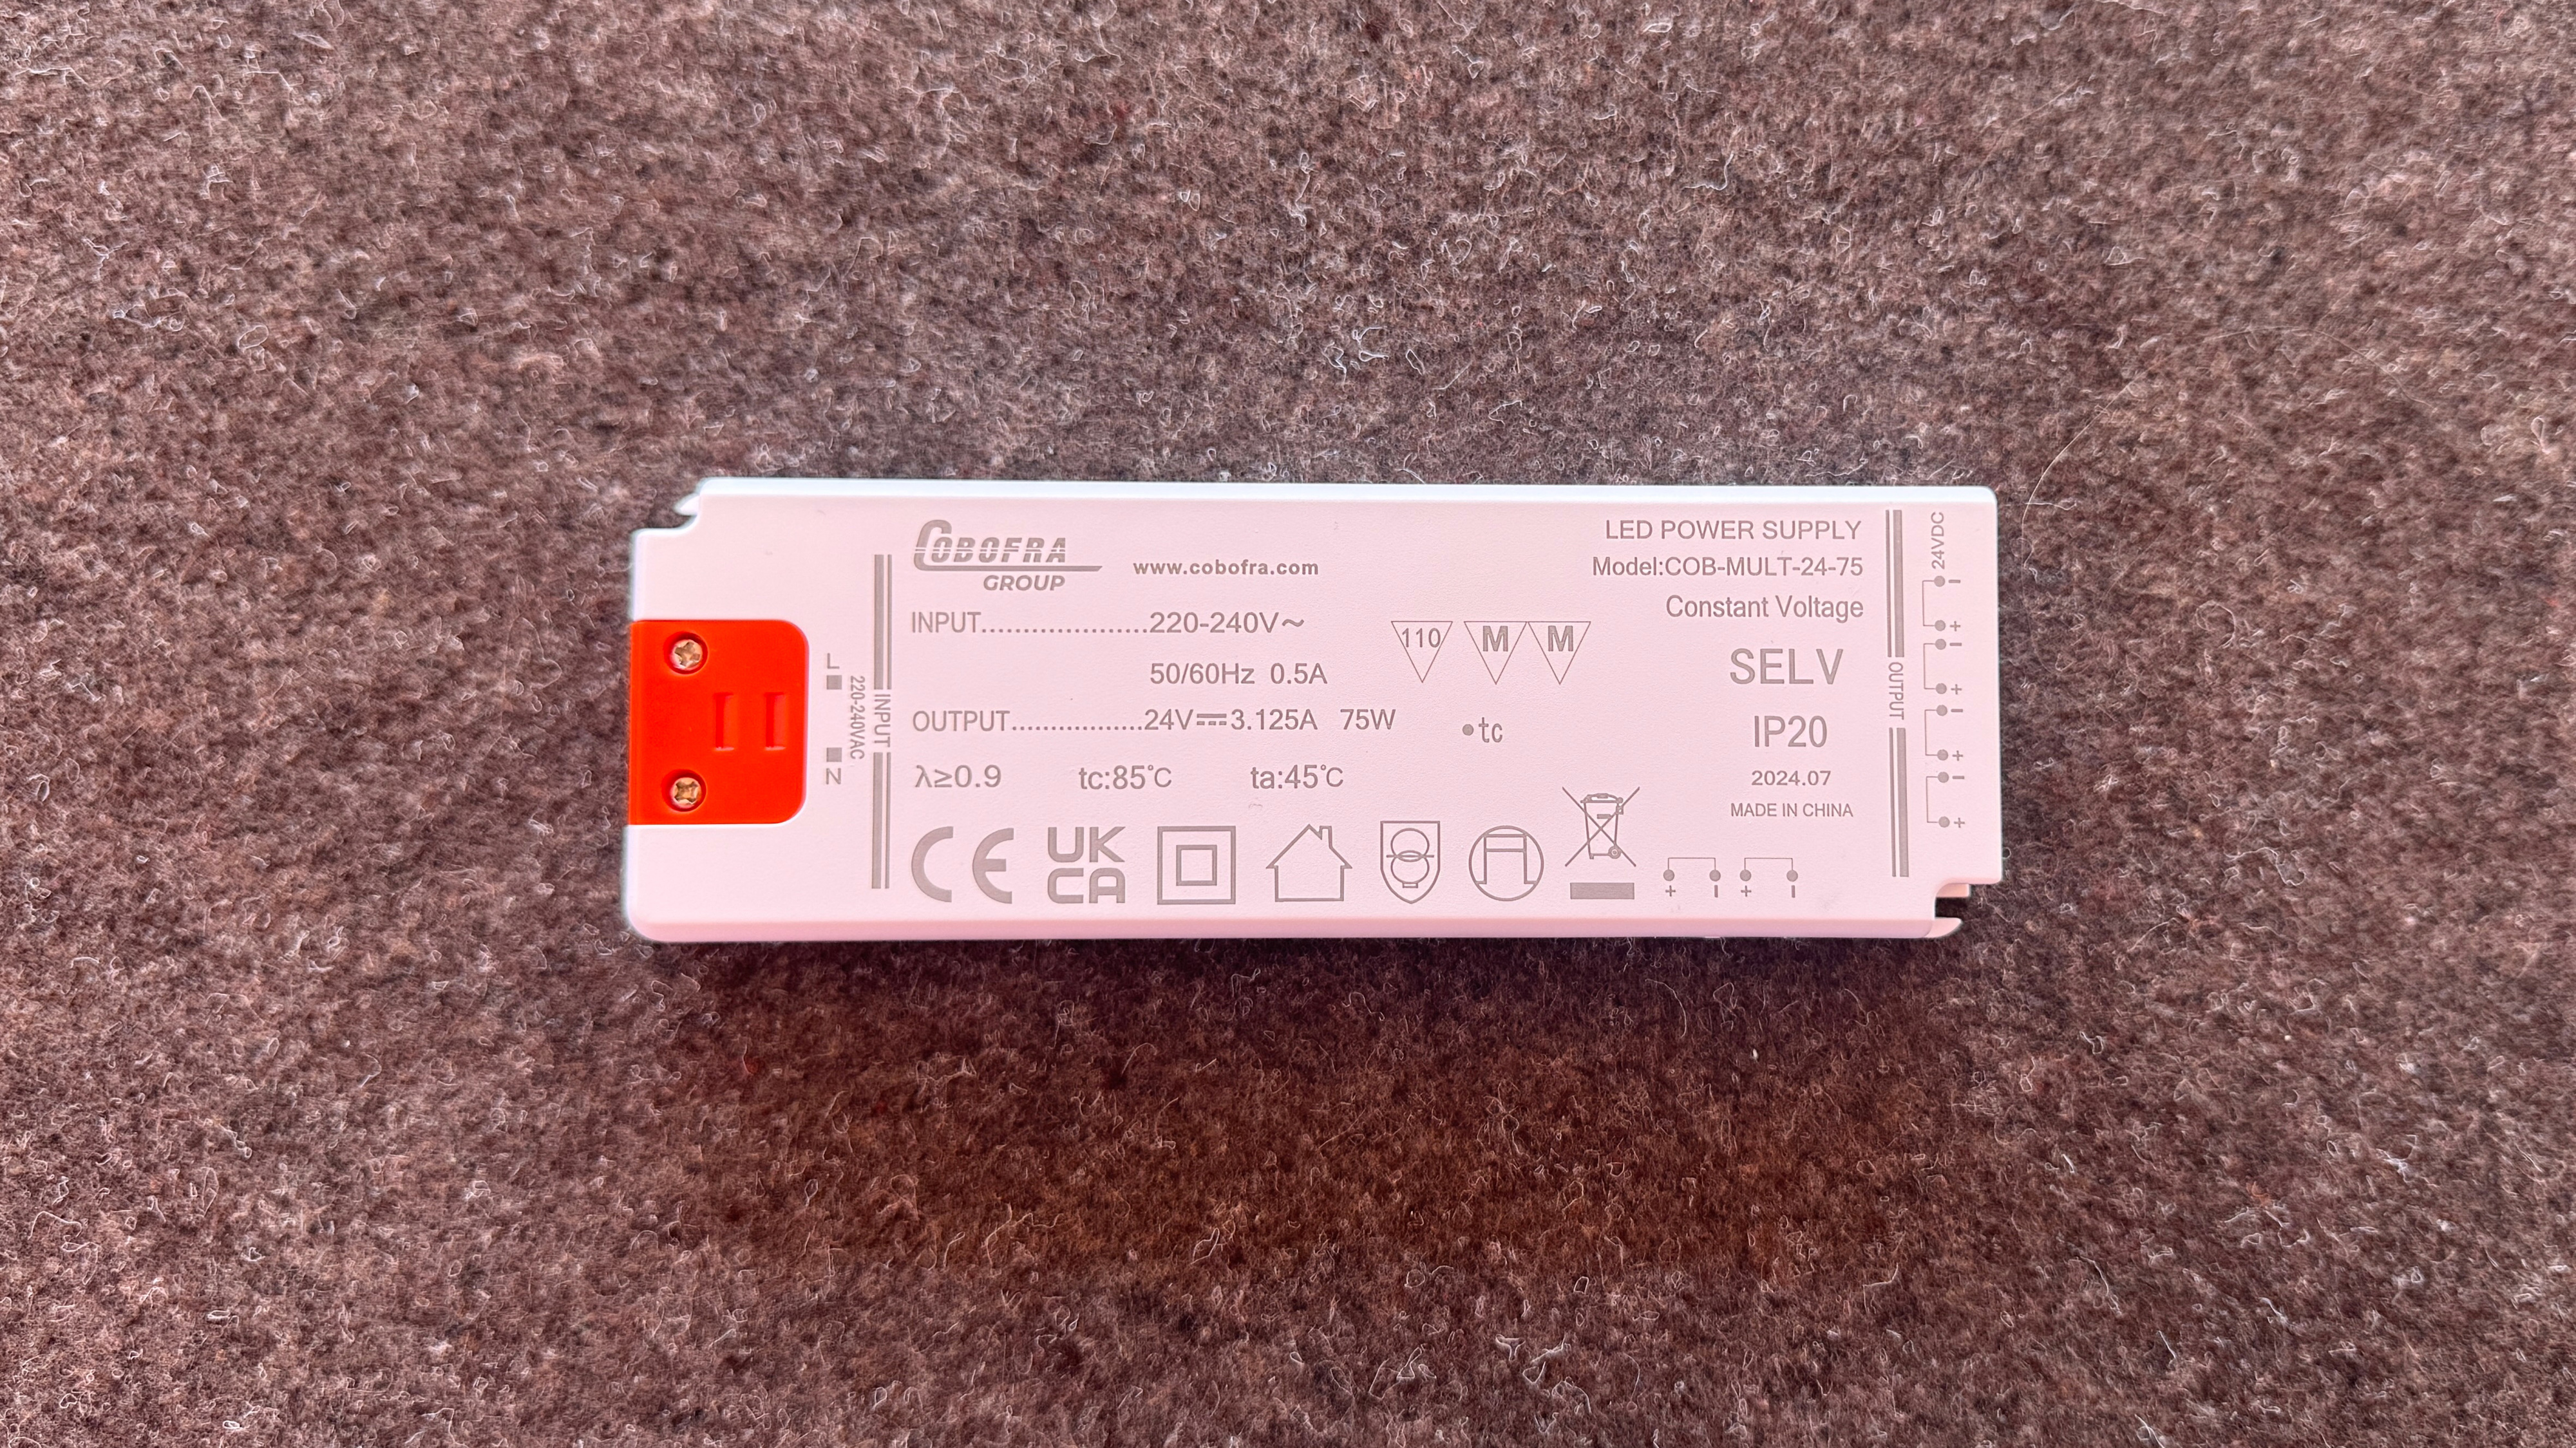 COBOFRA
GROUP
www.cobofra.com
LED POWER SUPPLY
Model:COB-MULT-24-75
Constant Voltage
INPUT....................220-240V~
50/60Hz 0.5A
OUTPUT................24V⎓3.125A 75W
λ≥0.9 tc:85°C ta:45°C
110 M M
•tc
SELV
IP20
2024.07
MADE IN CHINA
CE UK
CA
L
N
220-240VAC
INPUT
OUTPUT
24VDC
- +
- +
- +
- +
+ - + -